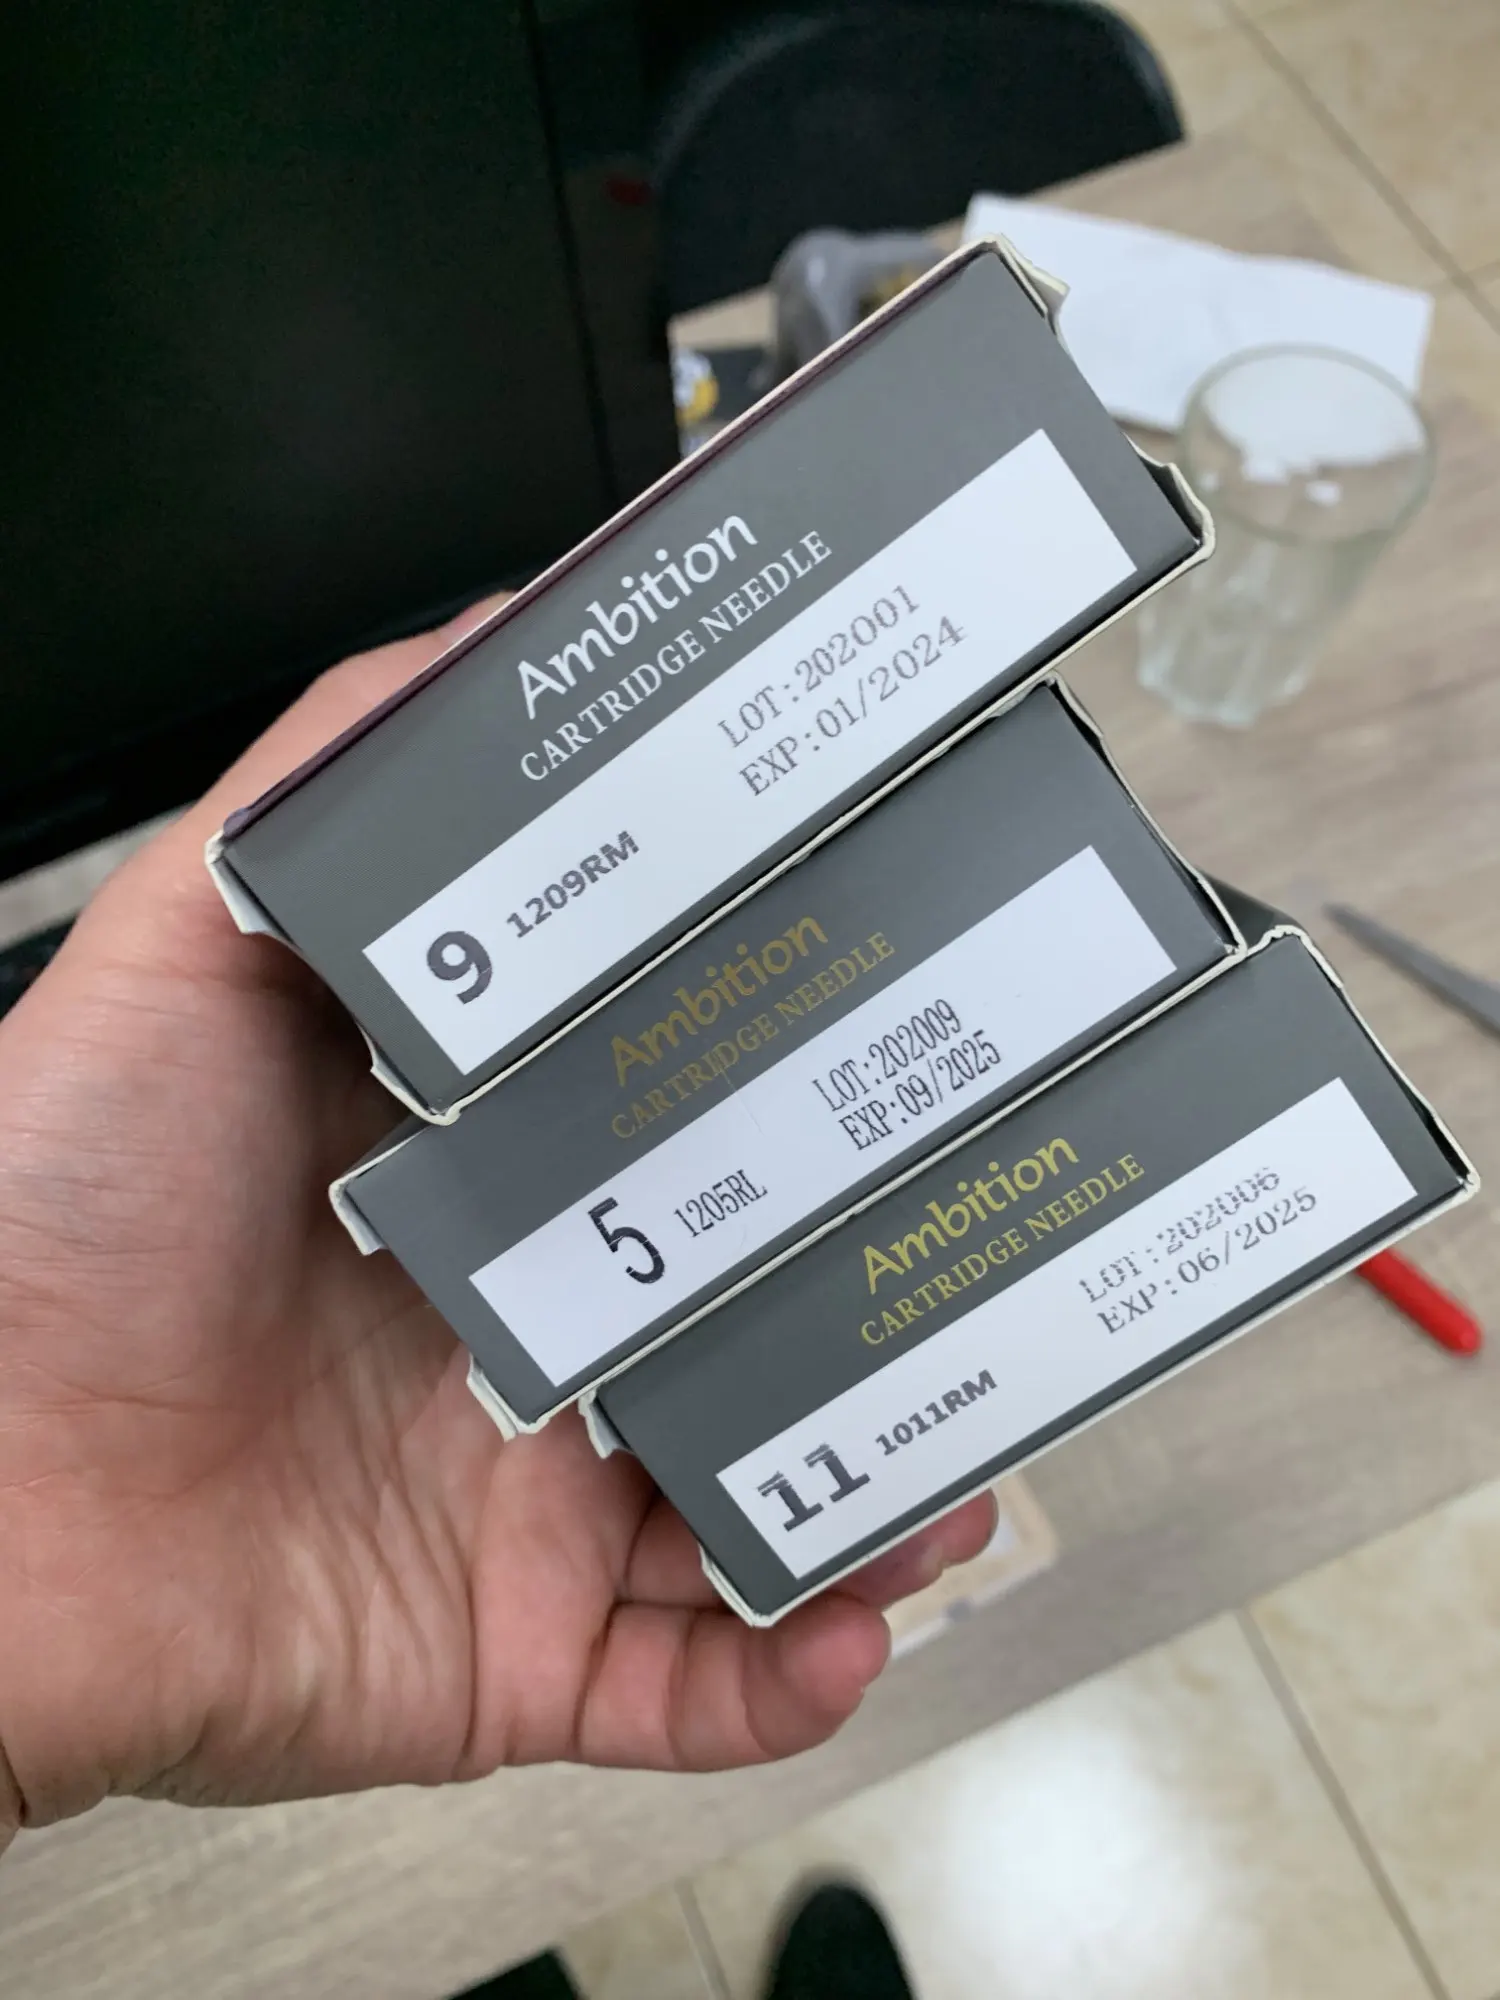 Ambition
CARTRIDGE NEEDLE
LOT:202001
EXP:01/2024
9 1209RM
Ambition
CARTRIDGE NEEDLE
LOT:202009
EXP:09/2025
5 1205RL
Ambition
CARTRIDGE NEEDLE
LOT:202006
EXP:06/2025
11 1011RM